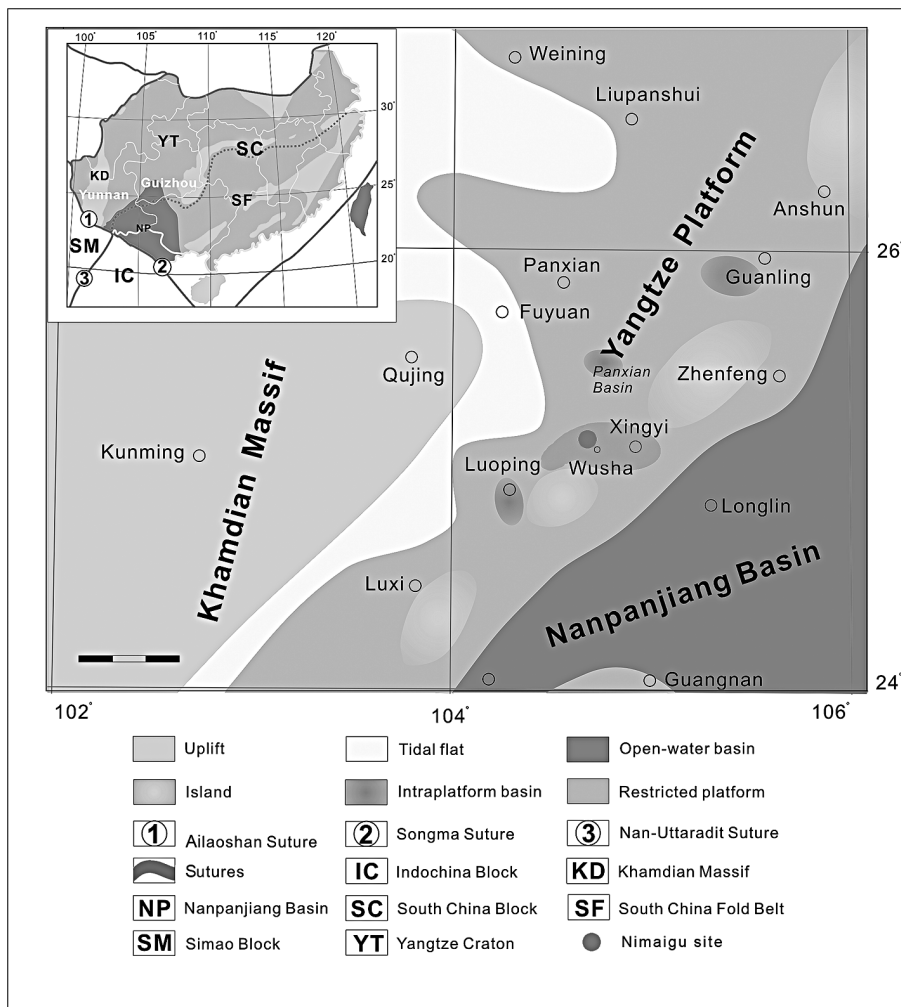 100°
105°
110°
115°
120°
30°
25°
20°
YT
SC
KD
Yunnan
Guizhou
SF
NP
1
SM
IC
2
3
Weining
Liupanshui
Anshun
26°
Panxian
Guanling
Fuyuan
Yangtze Platform
Qujing
Panxian
Basin
Zhenfeng
Khamdian Massif
Kunming
Xingyi
Luoping
Wusha
Longlin
Luxi
Nanpanjiang Basin
Guangnan
24°
102°
104°
106°
Uplift
Tidal flat
Open-water basin
Island
Intraplatform basin
Restricted platform
1 Ailaoshan Suture
2 Songma Suture
3 Nan-Uttaradit Suture
Sutures
IC Indochina Block
KD Khamdian Massif
NP Nanpanjiang Basin
SC South China Block
SF South China Fold Belt
SM Simao Block
YT Yangtze Craton
Nimaigu site